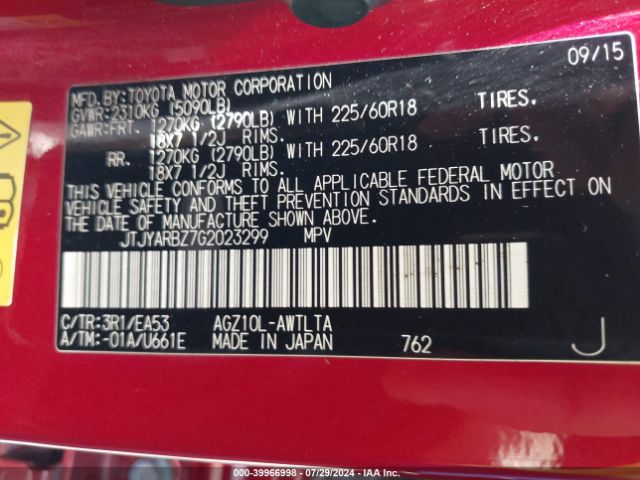 09/15
MFD.BY:TOYOTA MOTOR CORPORATION
GVWR:2310KG (5090LB)
GAWR:FRT. 1270KG (2790LB) WITH 225/60R18 TIRES.
18X7 1/2J RIMS.
RR. 1270KG (2790LB) WITH 225/60R18 TIRES.
18X7 1/2J RIMS.
THIS VEHICLE CONFORMS TO ALL APPLICABLE FEDERAL MOTOR
VEHICLE SAFETY AND THEFT PREVENTION STANDARDS IN EFFECT ON
THE DATE OF MANUFACTURE SHOWN ABOVE.
JTJYARBZ7G2023299 MPV
C/TR:3R1/EA53 AGZ10L-AWTLTA
A/TM:-01A/U661E MADE IN JAPAN 762 J
000-39966998 - 07/29/2024 - IAA Inc.